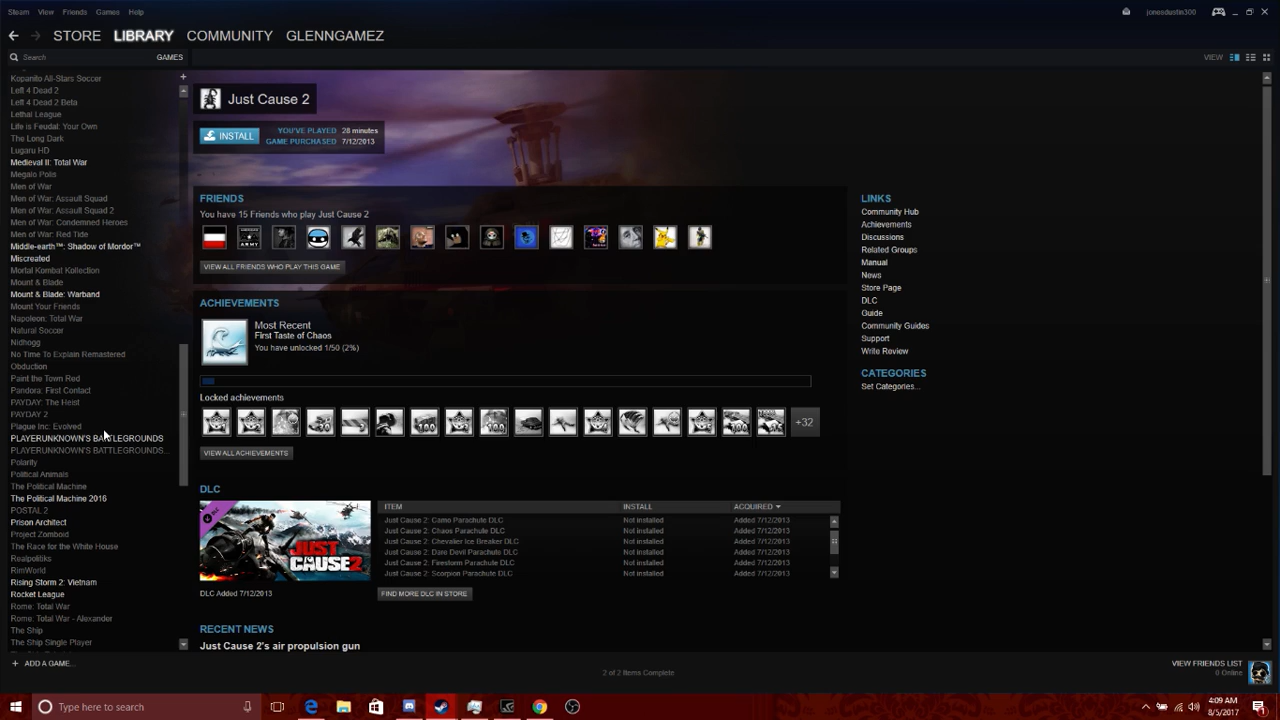 Steam View Friends Games Help
jonesdustin300
STORE LIBRARY COMMUNITY GLENNGAMEZ
Search GAMES
VIEW
Kopanito All-Stars Soccer
Left 4 Dead 2
Left 4 Dead 2 Beta
Lethal League
Life is Feudal: Your Own
The Long Dark
Lugaru HD
Medieval II: Total War
Megalo Polis
Men of War
Men of War: Assault Squad
Men of War: Assault Squad 2
Men of War: Condemned Heroes
Men of War: Red Tide
Middle-earth™: Shadow of Mordor™
Miscreated
Mortal Kombat Kollection
Mount & Blade
Mount & Blade: Warband
Mount Your Friends
Napoleon: Total War
Natural Soccer
Nidhogg
No Time To Explain Remastered
Obduction
Paint the Town Red
Pandora: First Contact
PAYDAY: The Heist
PAYDAY 2
Plague Inc: Evolved
PLAYERUNKNOWN'S BATTLEGROUNDS
PLAYERUNKNOWN'S BATTLEGROUNDS...
Polarity
Political Animals
The Political Machine
The Political Machine 2016
POSTAL 2
Prison Architect
Project Zomboid
The Race for the White House
Realpolitiks
RimWorld
Rising Storm 2: Vietnam
Rocket League
Rome: Total War
Rome: Total War - Alexander
The Ship
The Ship Single Player
+ ADD A GAME...
Just Cause 2
INSTALL
YOU'VE PLAYED 28 minutes
GAME PURCHASED 7/12/2013
FRIENDS
You have 15 Friends who play Just Cause 2
ARMY
VIEW ALL FRIENDS WHO PLAY THIS GAME
ACHIEVEMENTS
Most Recent
First Taste of Chaos
You have unlocked 1/50 (2%)
Locked achievements
+32
VIEW ALL ACHIEVEMENTS
DLC
JUST CAUSE 2
DLC Added 7/12/2013
ITEM INSTALL ACQUIRED
Just Cause 2: Camo Parachute DLC Not installed Added 7/12/2013
Just Cause 2: Chaos Parachute DLC Not installed Added 7/12/2013
Just Cause 2: Chevalier Ice Breaker DLC Not installed Added 7/12/2013
Just Cause 2: Dare Devil Parachute DLC Not installed Added 7/12/2013
Just Cause 2: Firestorm Parachute DLC Not installed Added 7/12/2013
Just Cause 2: Scorpion Parachute DLC Not installed Added 7/12/2013
FIND MORE DLC IN STORE
RECENT NEWS
Just Cause 2's air propulsion gun
LINKS
Community Hub
Achievements
Discussions
Related Groups
Manual
News
Store Page
DLC
Guide
Community Guides
Support
Write Review
CATEGORIES
Set Categories...
2 of 2 Items Complete
VIEW FRIENDS LIST
0 Online
Type here to search
4:09 AM
8/5/2017